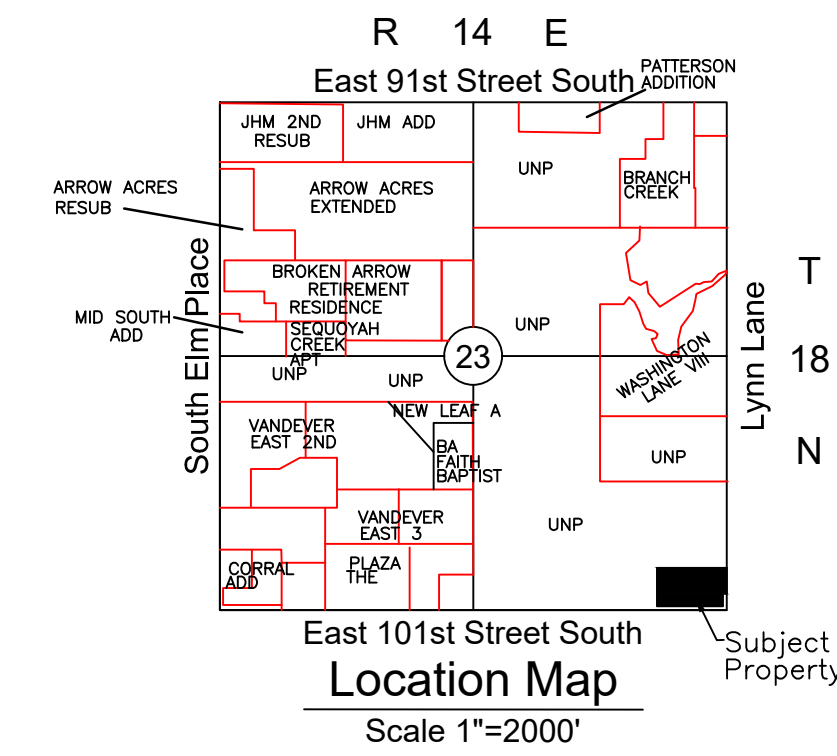 R 14 E
East 91st Street South
PATTERSON
ADDITION
JHM 2ND
RESUB
JHM ADD
UNP
BRANCH
CREEK
ARROW ACRES
RESUB
ARROW ACRES
EXTENDED
South Elm Place
BROKEN ARROW
RETIREMENT
RESIDENCE
MID SOUTH
ADD
SEQUOYAH
CREEK
APT
UNP
23
T
18
N
Lynn Lane
WASHINGTON
LANE VIII
UNP
UNP
NEW LEAF A
VANDEVER
EAST 2ND
BA
FAITH
BAPTIST
UNP
VANDEVER
EAST 3
UNP
CORRAL
ADD
PLAZA
THE
East 101st Street South
Subject
Property
Location Map
Scale 1"=2000'